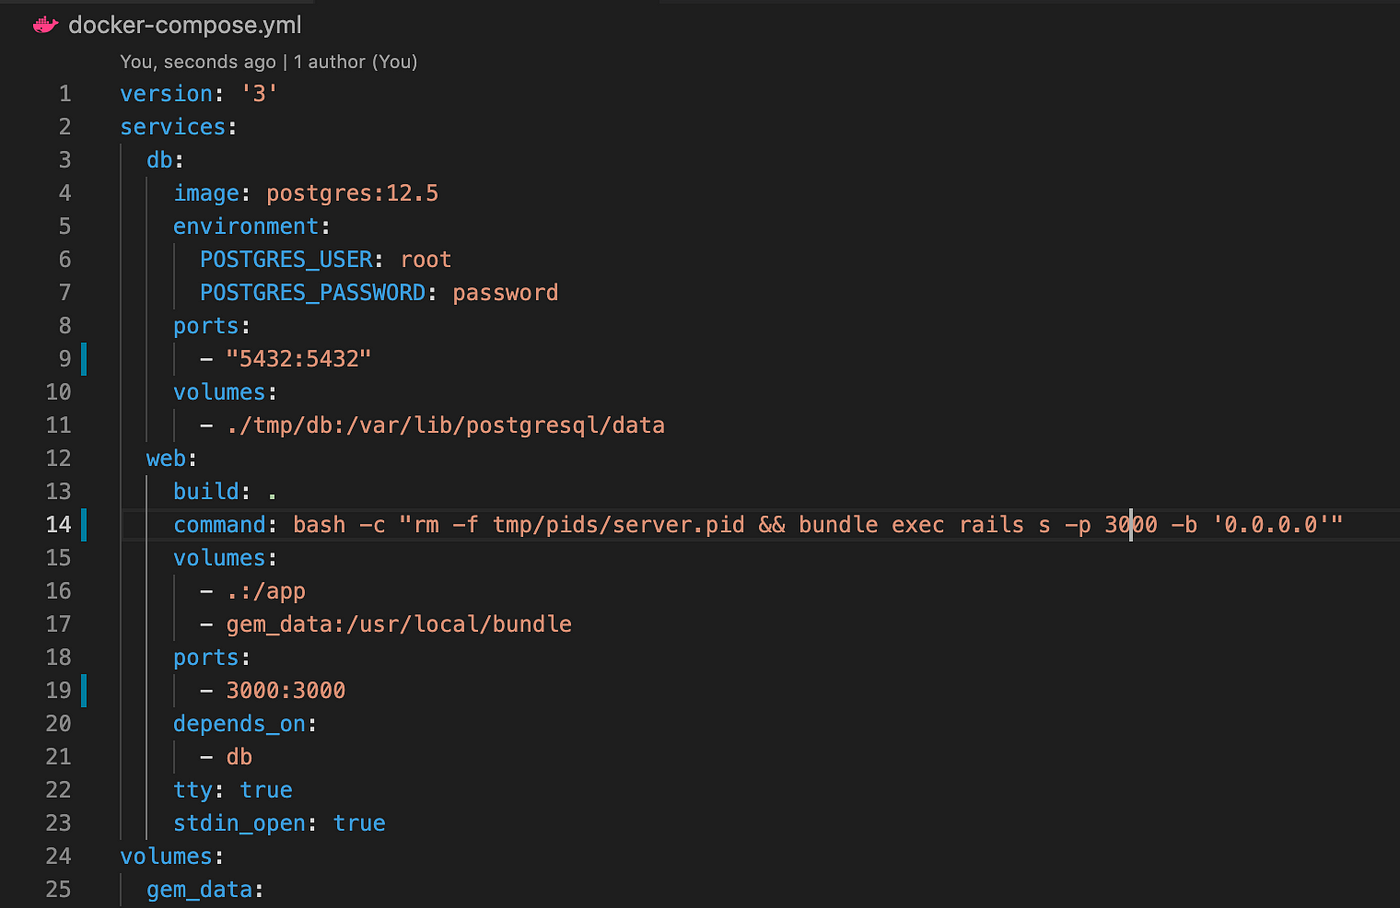 docker-compose.yml
You, seconds ago | 1 author (You)
1 version: '3'
2 services:
3   db:
4     image: postgres:12.5
5     environment:
6       POSTGRES_USER: root
7       POSTGRES_PASSWORD: password
8     ports:
9       - "5432:5432"
10     volumes:
11       - ./tmp/db:/var/lib/postgresql/data
12   web:
13     build: .
14     command: bash -c "rm -f tmp/pids/server.pid && bundle exec rails s -p 3000 -b '0.0.0.0'"
15     volumes:
16       - .:/app
17       - gem_data:/usr/local/bundle
18     ports:
19       - 3000:3000
20     depends_on:
21       - db
22     tty: true
23     stdin_open: true
24 volumes:
25   gem_data: